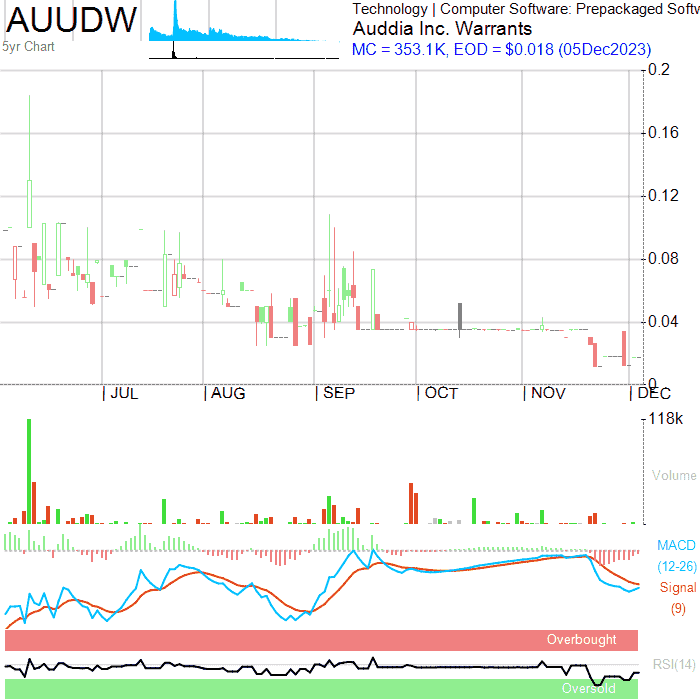 AUUDW
5yr Chart
Technology | Computer Software: Prepackaged Softw
Auddia Inc. Warrants
MC = 353.1K, EOD = $0.018 (05Dec2023)
0.2
0.16
0.12
0.08
0.04
0
| JUL | AUG | SEP | OCT | NOV | DEC
118k
Volume
MACD
(12-26)
Signal
(9)
Overbought
RSI(14)
Oversold